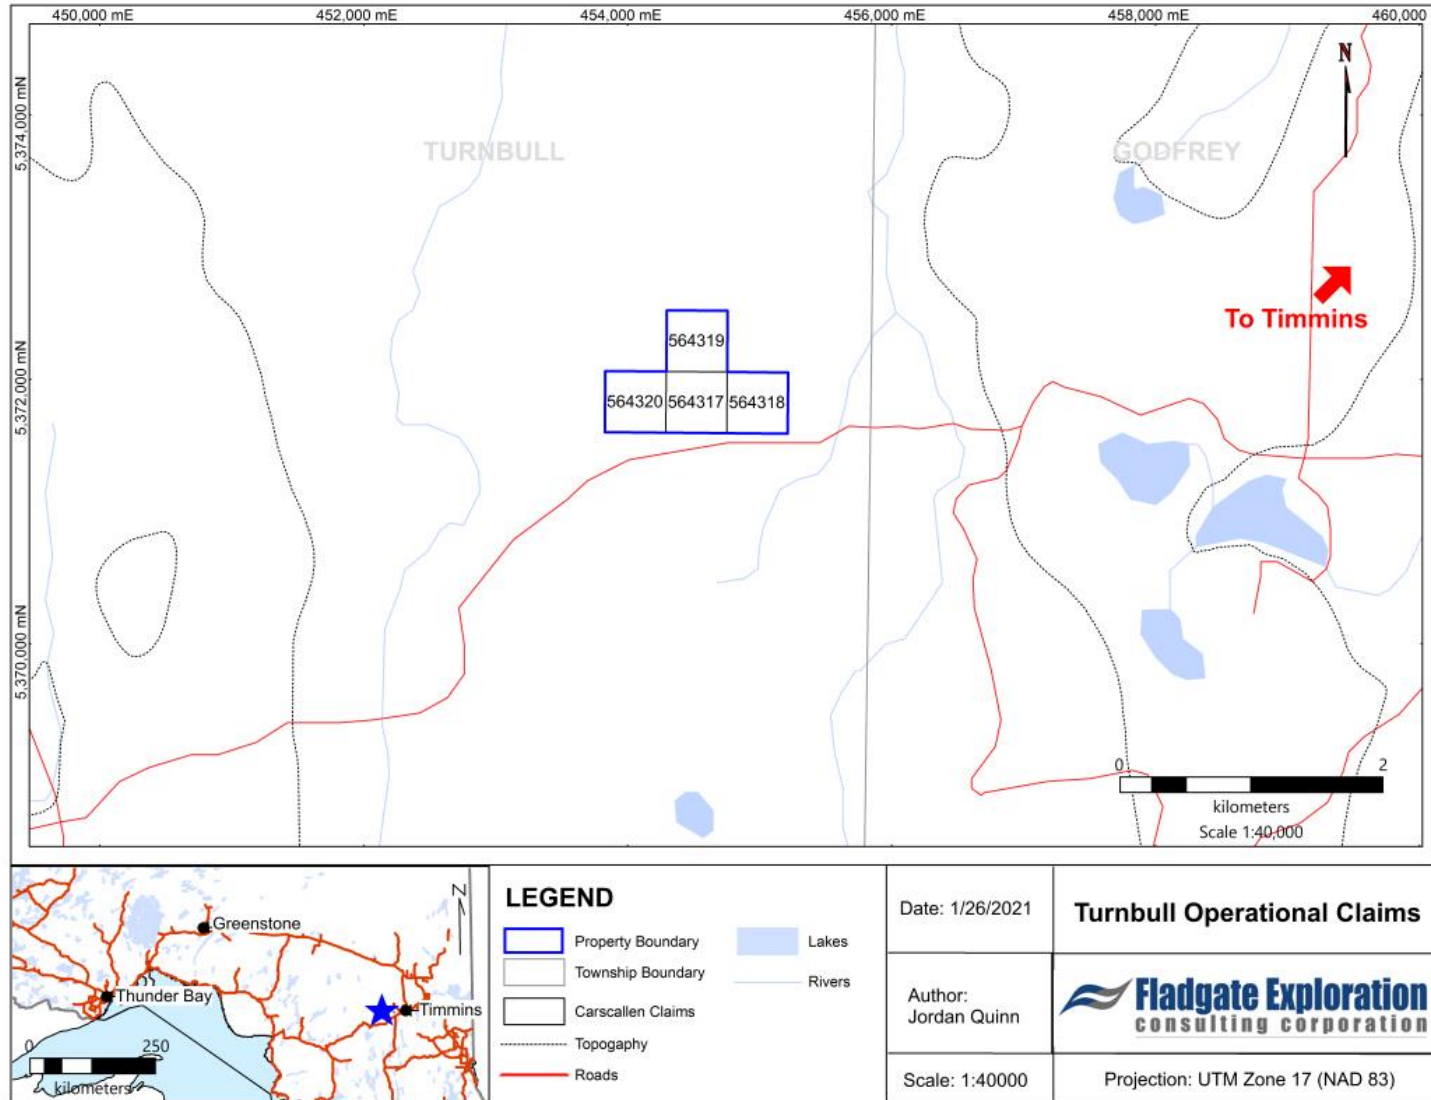 450,000 mE 452,000 mE 454,000 mE 456,000 mE 458,000 mE 460,000
5,374,000 mN
5,372,000 mN
5,370,000 mN
TURNBULL
GODFREY
N
To Timmins
564319
564320 564317 564318
0 2
kilometers
Scale 1:40,000
Greenstone
Thunder Bay
Timmins
N
0 250
kilometers
LEGEND
Property Boundary
Township Boundary
Carscallen Claims
Topogaphy
Roads
Lakes
Rivers
Date: 1/26/2021
Turnbull Operational Claims
Author:
Jordan Quinn
Fladgate Exploration
consulting corporation
Scale: 1:40000
Projection: UTM Zone 17 (NAD 83)